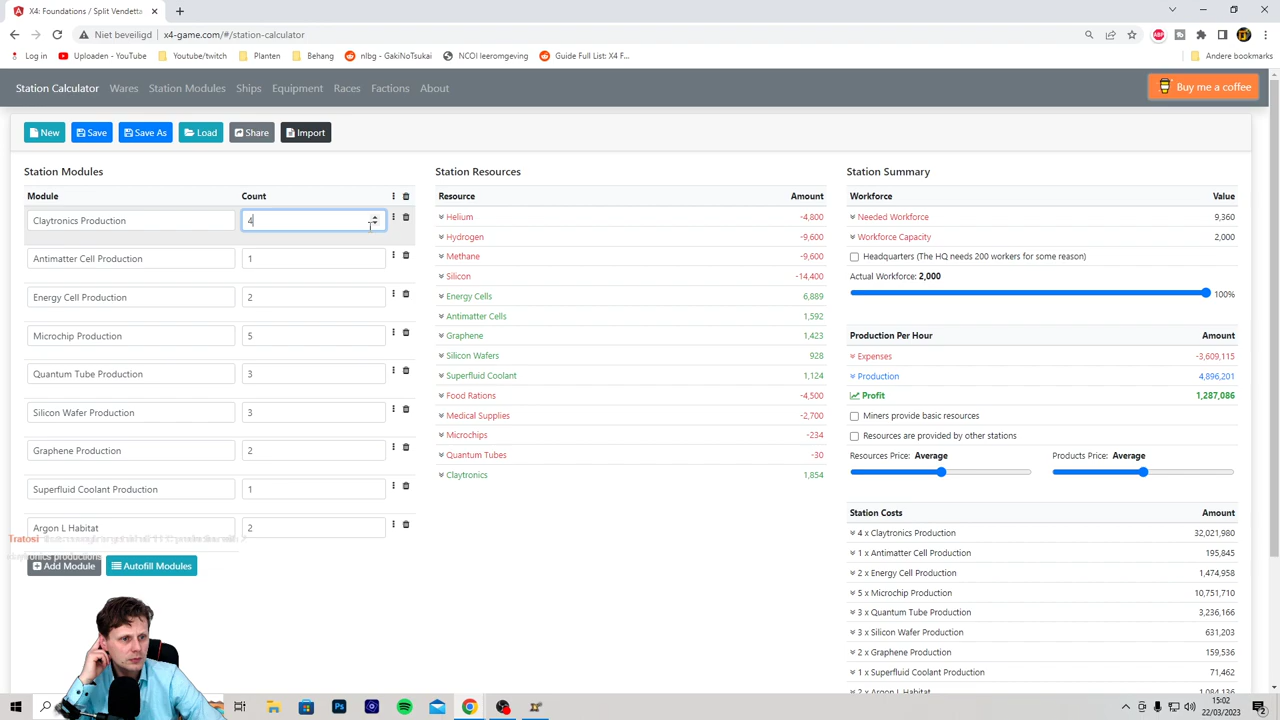 X4: Foundations / Split Vendetta
Niet beveiligd
x4-game.com/#/station-calculator
Log in
Uploaden - YouTube
Youtube/twitch
Planten
Behang
nlbg - GakiNoTsukai
NCOI leeromgeving
Guide Full List: X4 F...
Andere bookmarks
Station Calculator
Wares
Station Modules
Ships
Equipment
Races
Factions
About
Buy me a coffee
New
Save
Save As
Load
Share
Import
Station Modules
Module
Count
Claytronics Production
4
Antimatter Cell Production
1
Energy Cell Production
2
Microchip Production
5
Quantum Tube Production
3
Silicon Wafer Production
3
Graphene Production
2
Superfluid Coolant Production
1
Argon L Habitat
2
Tratosi
claytronics productions
Add Module
Autofill Modules
Station Resources
Resource
Amount
Helium
-4,800
Hydrogen
-9,600
Methane
-9,600
Silicon
-14,400
Energy Cells
6,889
Antimatter Cells
1,592
Graphene
1,423
Silicon Wafers
928
Superfluid Coolant
1,124
Food Rations
-4,500
Medical Supplies
-2,700
Microchips
-234
Quantum Tubes
-30
Claytronics
1,854
Station Summary
Workforce
Value
Needed Workforce
9,360
Workforce Capacity
2,000
Headquarters (The HQ needs 200 workers for some reason)
Actual Workforce: 2,000
100%
Production Per Hour
Amount
Expenses
-3,609,115
Production
4,896,201
Profit
1,287,086
Miners provide basic resources
Resources are provided by other stations
Resources Price: Average
Products Price: Average
Station Costs
Amount
4 x Claytronics Production
32,021,980
1 x Antimatter Cell Production
195,845
2 x Energy Cell Production
1,474,958
5 x Microchip Production
10,751,710
3 x Quantum Tube Production
3,236,166
3 x Silicon Wafer Production
631,203
2 x Graphene Production
159,536
1 x Superfluid Coolant Production
71,462
2 x Argon L Habitat
1,084,136
15:02
22/03/2023
2